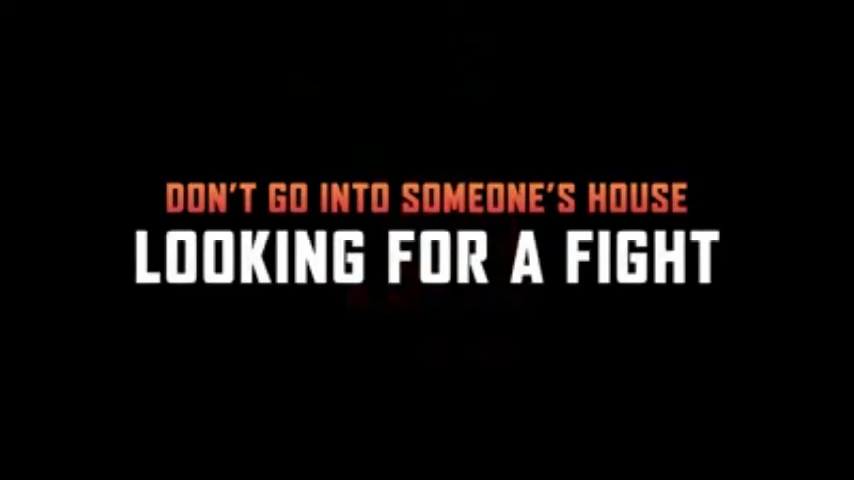 DON'T GO INTO SOMEONE'S HOUSE
LOOKING FOR A FIGHT